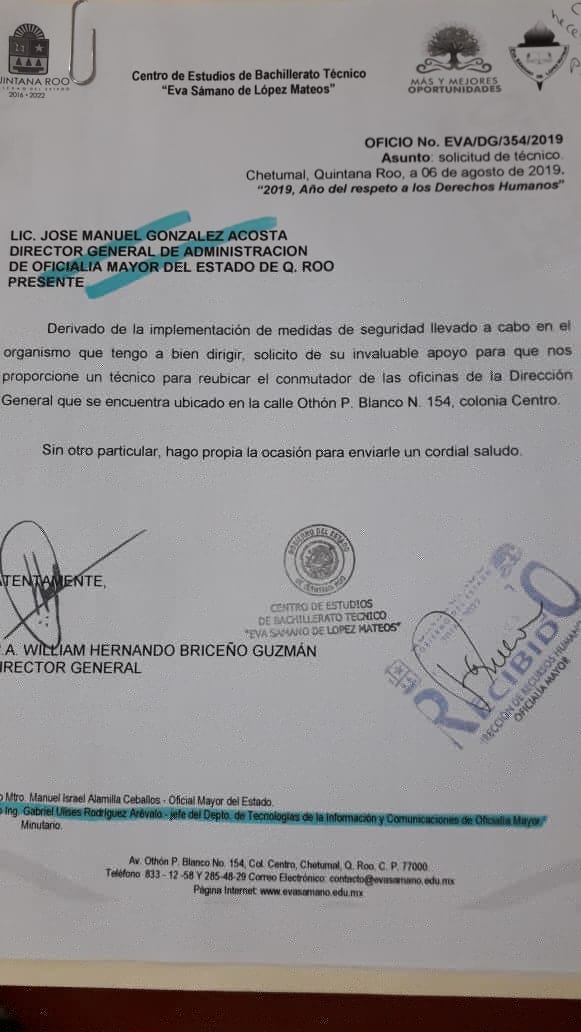 QUINTANA ROO
2016 • 2022
Centro de Estudios de Bachillerato Técnico
“Eva Sámano de López Mateos”
MÁS Y MEJORES
OPORTUNIDADES
OFICIO No. EVA/DG/354/2019
Asunto: solicitud de técnico.
Chetumal, Quintana Roo, a 06 de agosto de 2019.
“2019, Año del respeto a los Derechos Humanos”
LIC. JOSE MANUEL GONZALEZ ACOSTA
DIRECTOR GENERAL DE ADMINISTRACION
DE OFICIALIA MAYOR DEL ESTADO DE Q. ROO
PRESENTE
Derivado de la implementación de medidas de seguridad llevado a cabo en el
organismo que tengo a bien dirigir, solicito de su invaluable apoyo para que nos
proporcione un técnico para reubicar el conmutador de las oficinas de la Dirección
General que se encuentra ubicado en la calle Othón P. Blanco N. 154, colonia Centro.
Sin otro particular, hago propia la ocasión para enviarle un cordial saludo.
ATENTAMENTE,
GOBIERNO DEL ESTADO
DE QUINTANA ROO
CENTRO DE ESTUDIOS
DE BACHILLERATO TECNICO
"EVA SAMANO DE LOPEZ MATEOS"
.A. WILLIAM HERNANDO BRICEÑO GUZMÁN
DIRECTOR GENERAL
RECIBIDO
DIRECCIÓN DE RECURSOS HUMANOS
OFICIALIA MAYOR
Mtro. Manuel Israel Alamilla Ceballos - Oficial Mayor del Estado.
Ing. Gabriel Ulises Rodríguez Arévalo.- jefe del Depto. de Tecnologías de la Información y Comunicaciones de Oficialía Mayor.
Minutario.
Av. Othón P. Blanco No. 154, Col. Centro, Chetumal, Q. Roo, C. P. 77000.
Teléfono 833 - 12 -58 Y 285-48-29 Correo Electrónico: contacto@evasamano.edu.mx
Página Internet: www.evasamano.edu.mx